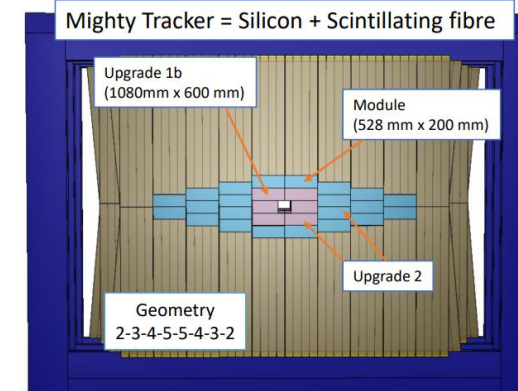 Mighty Tracker = Silicon + Scintillating fibre
Upgrade 1b
(1080mm x 600 mm)
Module
(528 mm x 200 mm)
Upgrade 2
Geometry
2-3-4-5-5-4-3-2